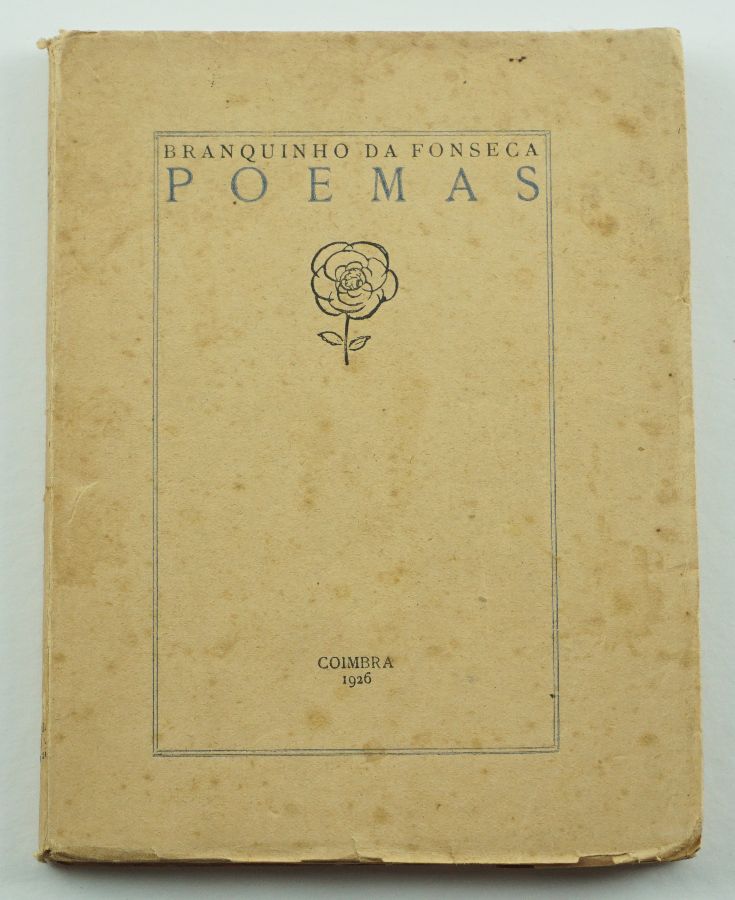 BRANQUINHO DA FONSECA
POEMAS
COIMBRA
1926